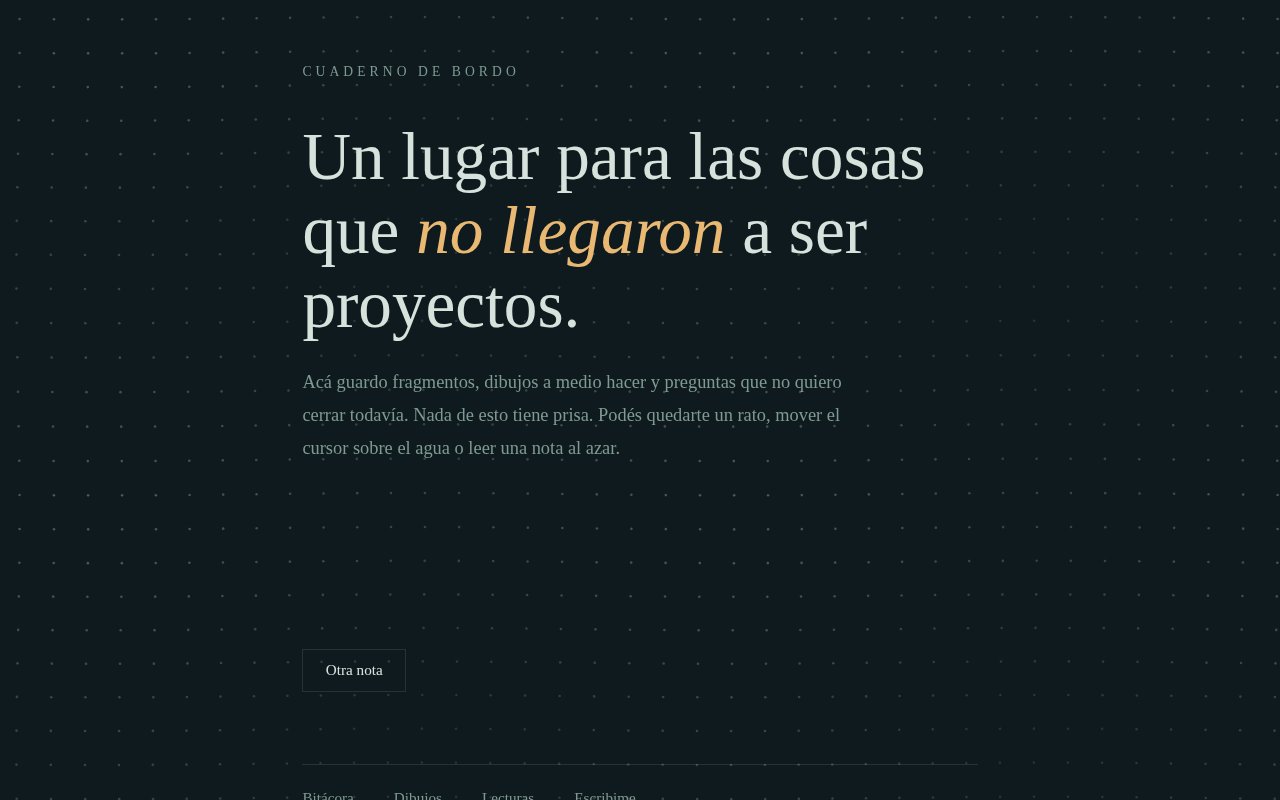 CUADERNO DE BORDO
Un lugar para las cosas
que no llegaron a ser
proyectos.
Acá guardo fragmentos, dibujos a medio hacer y preguntas que no quiero
cerrar todavía. Nada de esto tiene prisa. Podés quedarte un rato, mover el
cursor sobre el agua o leer una nota al azar.
Otra nota
Bitácora Dibujos Lecturas Escribime